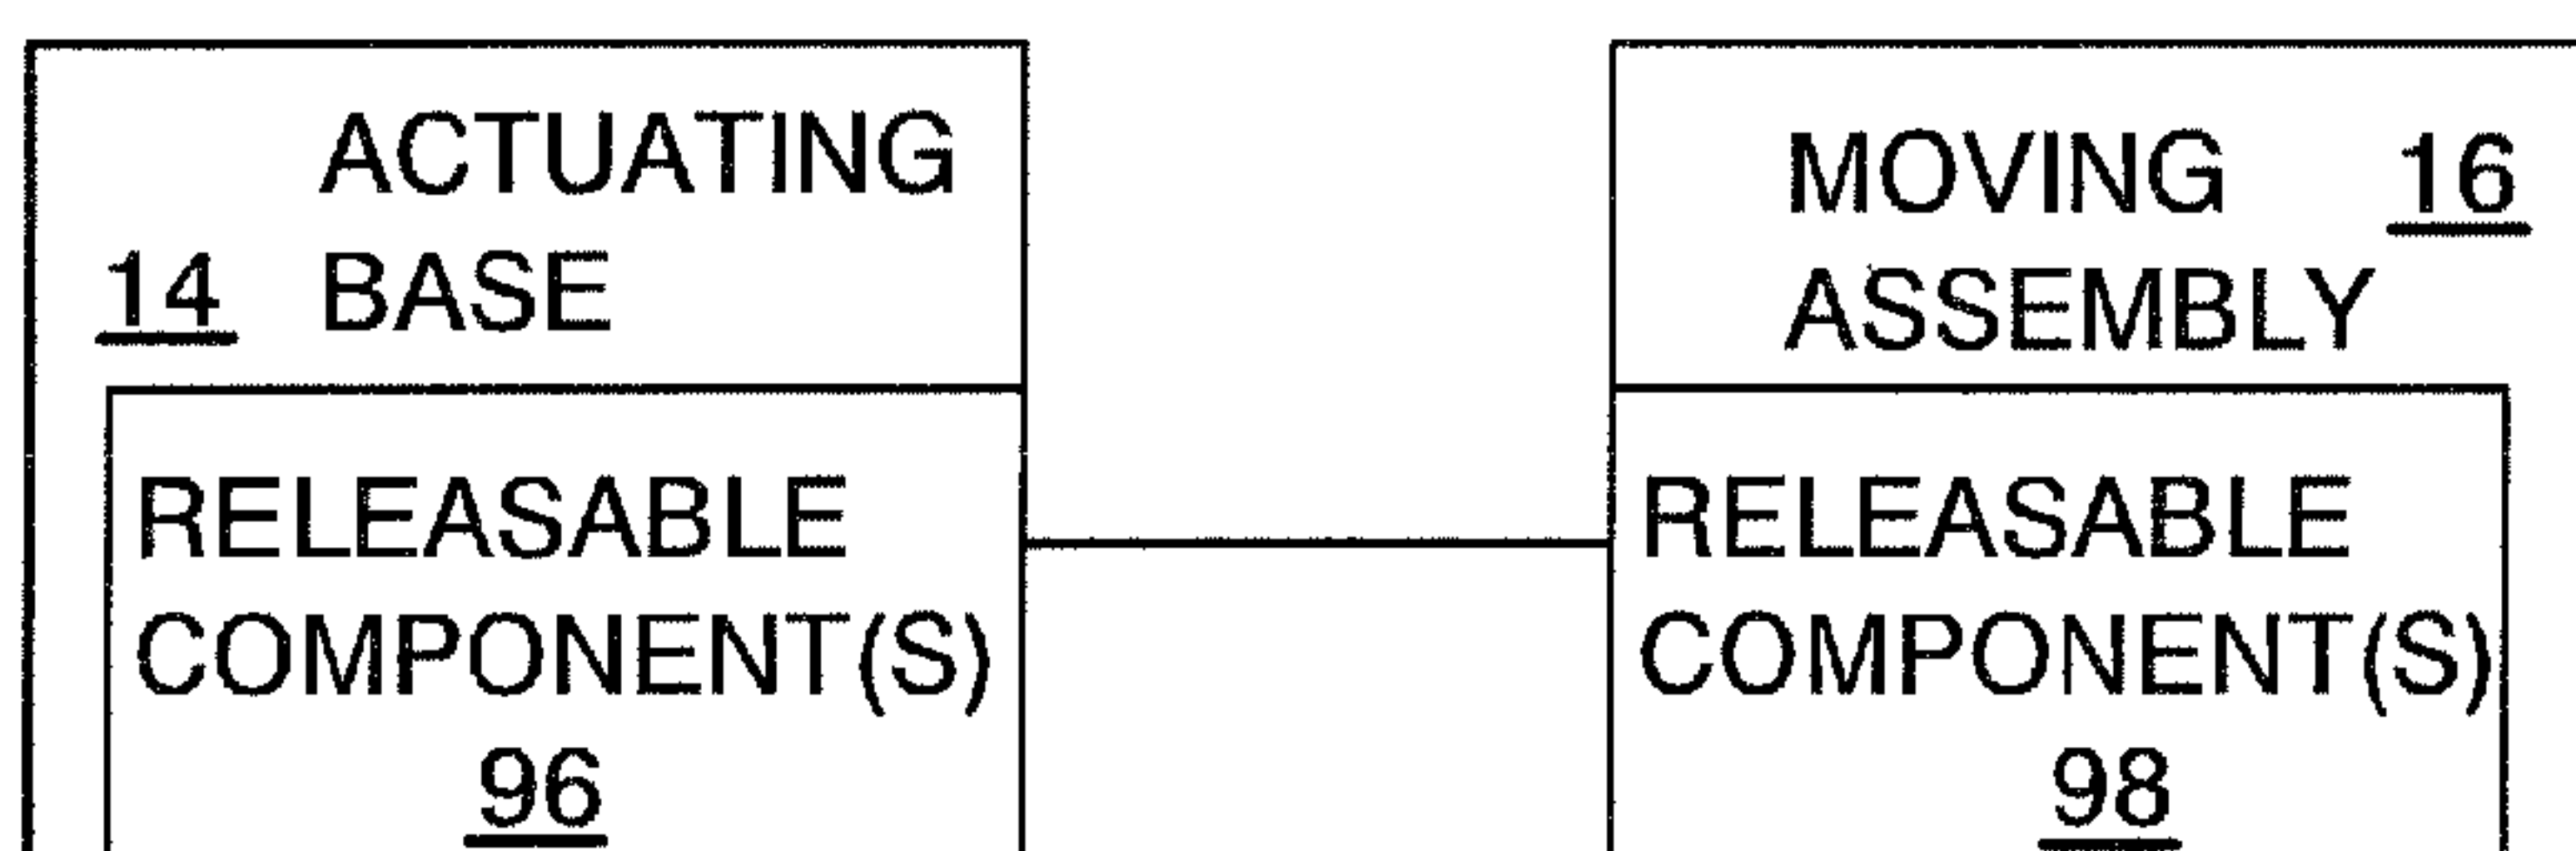 ACTUATING
14 BASE
RELEASABLE
COMPONENT(S)
96
MOVING 16
ASSEMBLY
RELEASABLE
COMPONENT(S)
98